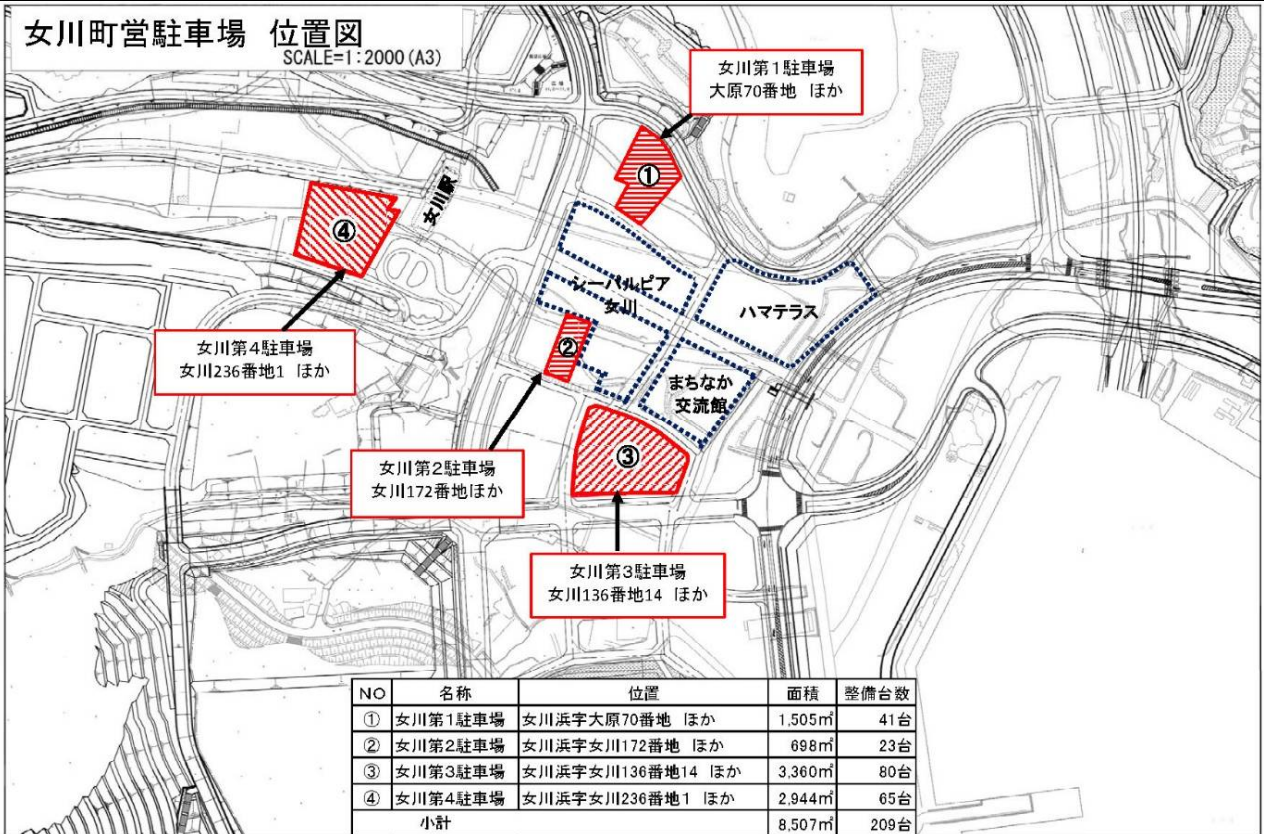 女川町営駐車場 位置図
SCALE=1:2000(A3)
女川第1駐車場
大原70番地 ほか
①
女川駅
④
シーパルピア
女川
ハマテラス
②
女川第4駐車場
女川236番地1 ほか
まちなか
交流館
③
女川第2駐車場
女川172番地ほか
女川第3駐車場
女川136番地14 ほか
NO 名称 位置 面積 整備台数
① 女川第1駐車場 女川浜字大原70番地 ほか 1,505㎡ 41台
② 女川第2駐車場 女川浜字女川172番地 ほか 698㎡ 23台
③ 女川第3駐車場 女川浜字女川136番地14 ほか 3,360㎡ 80台
④ 女川第4駐車場 女川浜字女川236番地1 ほか 2,944㎡ 65台
小計 8,507㎡ 209台